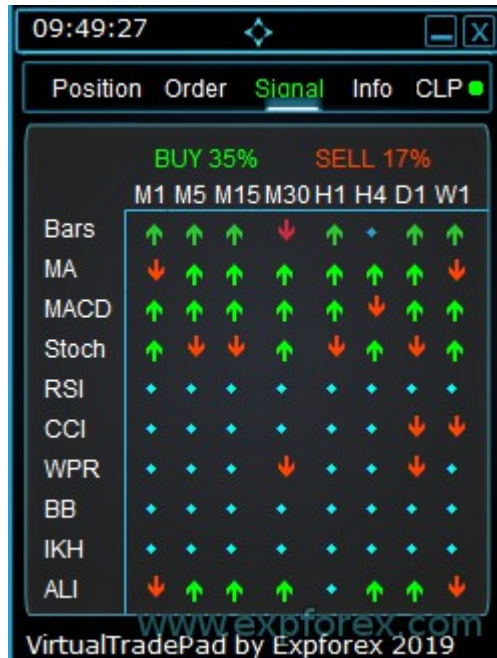 09:49:27
Position Order Signal Info CLP
BUY 35% SELL 17%
M1 M5 M15 M30 H1 H4 D1 W1
Bars
MA
MACD
Stoch
RSI
CCI
WPR
BB
IKH
ALI
www.expforex.com
VirtualTradePad by Expforex 2019